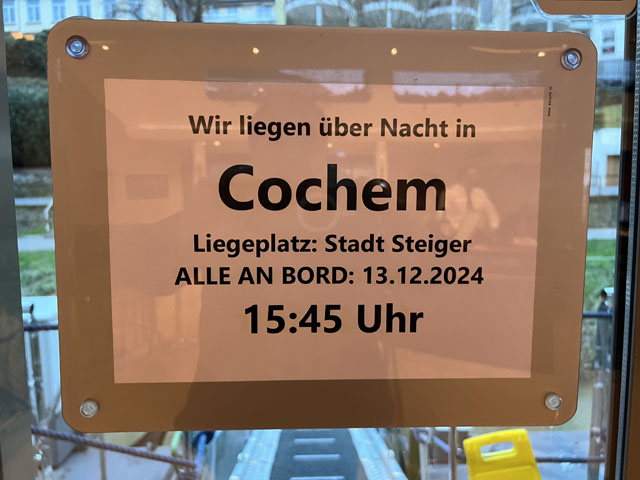 Wir liegen über Nacht in
Cochem
Liegeplatz: Stadt Steiger
ALLE AN BORD: 13.12.2024
15:45 Uhr